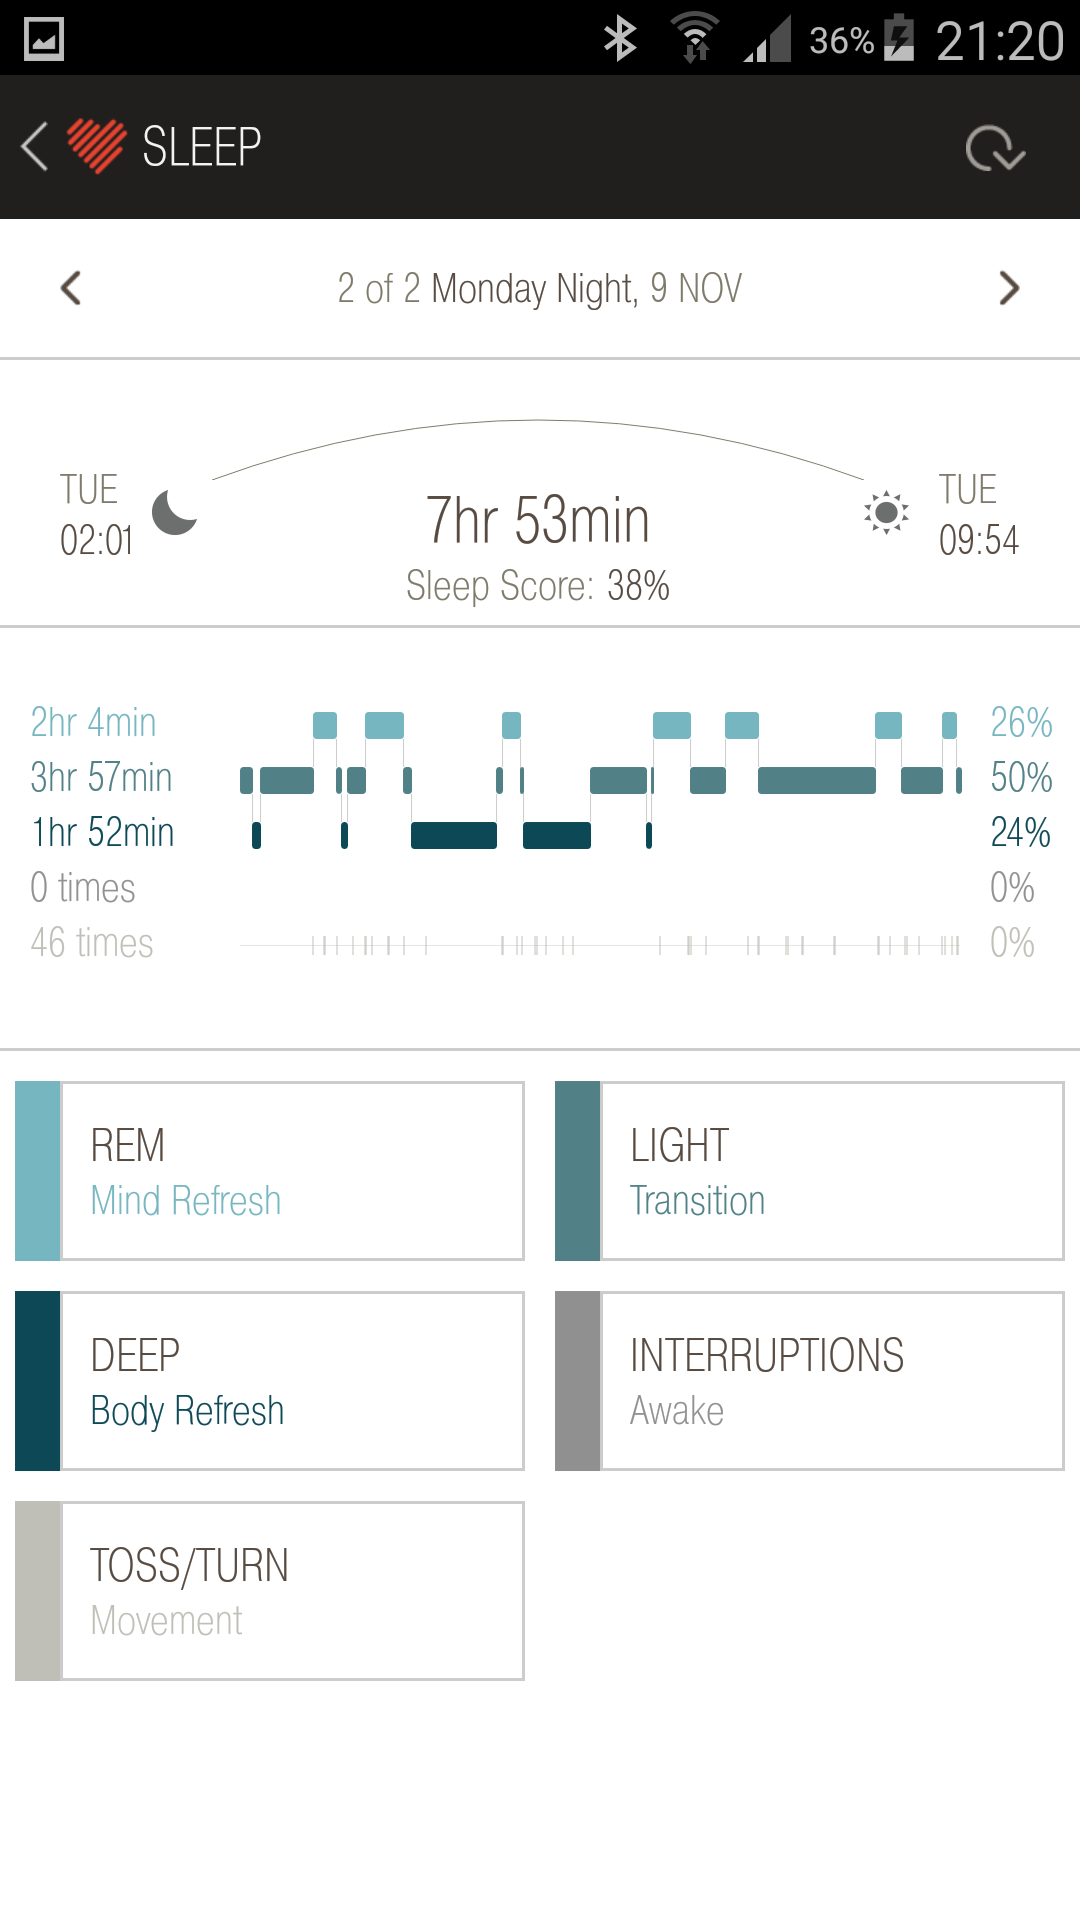 36% 21:20
SLEEP
2 of 2 Monday Night, 9 NOV
TUE
02:01
7hr 53min
Sleep Score: 38%
TUE
09:54
2hr 4min 26%
3hr 57min 50%
1hr 52min 24%
0 times 0%
46 times 0%
REM
Mind Refresh
LIGHT
Transition
DEEP
Body Refresh
INTERRUPTIONS
Awake
TOSS/TURN
Movement